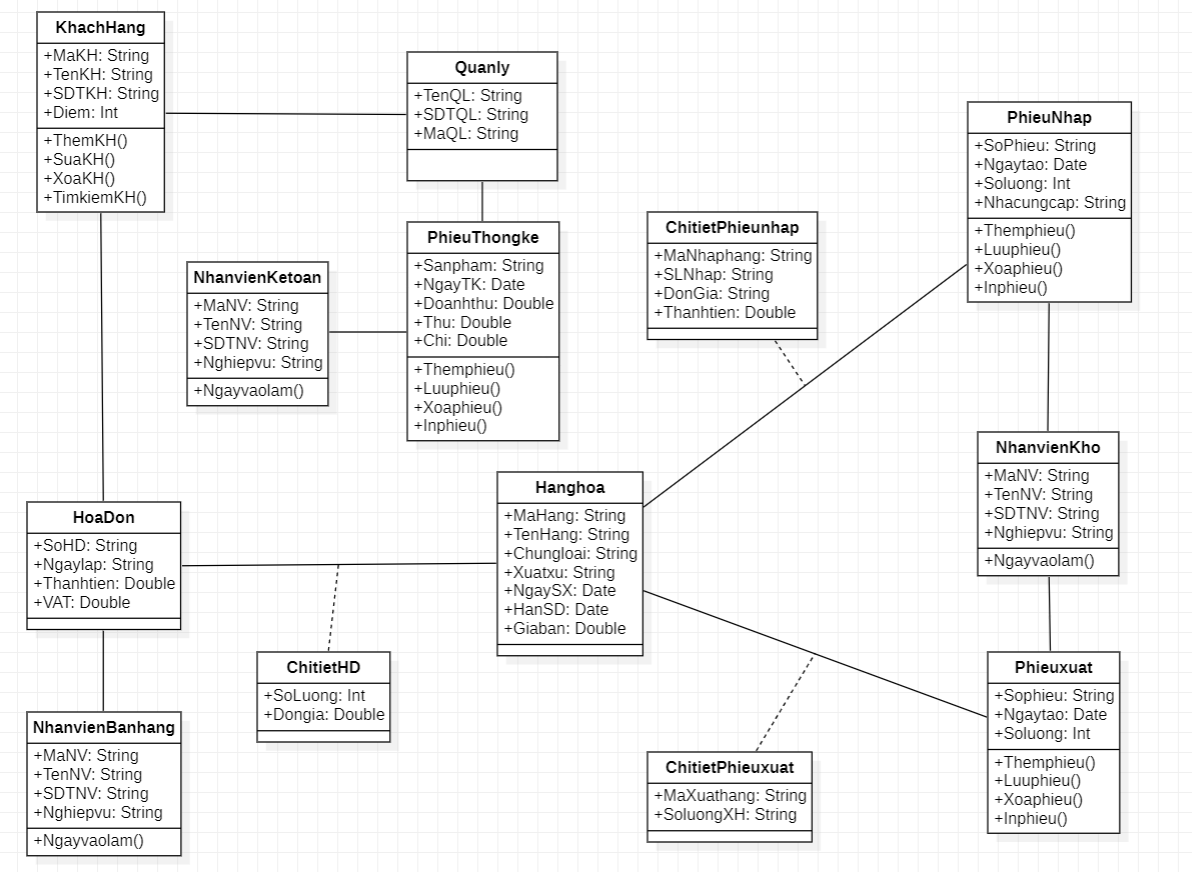 KhachHang
+MaKH: String
+TenKH: String
+SDTKH: String
+Diem: Int
+ThemKH()
+SuaKH()
+XoaKH()
+TimkiemKH()
Quanly
+TenQL: String
+SDTQL: String
+MaQL: String
PhieuNhap
+SoPhieu: String
+Ngaytao: Date
+Soluong: Int
+Nhacungcap: String
+Themphieu()
+Luuphieu()
+Xoaphieu()
+Inphieu()
ChitietPhieunhap
+MaNhaphang: String
+SLNhap: String
+DonGia: String
+Thanhtien: Double
PhieuThongke
+Sanpham: String
+NgayTK: Date
+Doanhthu: Double
+Thu: Double
+Chi: Double
+Themphieu()
+Luuphieu()
+Xoaphieu()
+Inphieu()
NhanvienKetoan
+MaNV: String
+TenNV: String
+SDTNV: String
+Nghiepvu: String
+Ngayvaolam()
NhanvienKho
+MaNV: String
+TenNV: String
+SDTNV: String
+Nghiepvu: String
+Ngayvaolam()
Hanghoa
+MaHang: String
+TenHang: String
+Chungloai: String
+Xuatxu: String
+NgaySX: Date
+HanSD: Date
+Giaban: Double
HoaDon
+SoHD: String
+Ngaylap: String
+Thanhtien: Double
+VAT: Double
ChitietHD
+SoLuong: Int
+Dongia: Double
Phieuxuat
+Sophieu: String
+Ngaytao: Date
+Soluong: Int
+Themphieu()
+Luuphieu()
+Xoaphieu()
+Inphieu()
NhanvienBanhang
+MaNV: String
+TenNV: String
+SDTNV: String
+Nghiepvu: String
+Ngayvaolam()
ChitietPhieuxuat
+MaXuathang: String
+SoluongXH: String